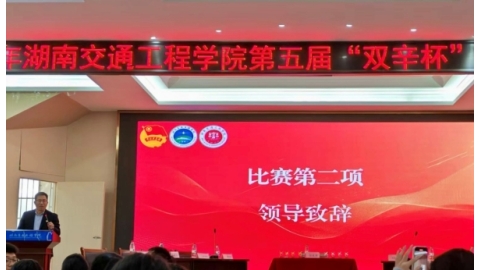 年湖南交通工程学院第五届“双辛杯”
比赛第二项
领导致辞